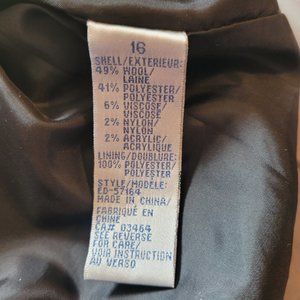 16
SHELL/EXTERIEUR:
49% WOOL/
LAINE
41% POLYESTER/
POLYESTER
6% VISCOSE/
VISCOSE
2% NYLON/
NYLON
2% ACRYLIC/
ACRYLIQUE
LINING/DOUBLURE:
100% POLYESTER/
POLYESTER
STYLE/MODÈLE:
ED-57164
MADE IN CHINA/
FABRIQUÉ EN
CHINE
CA# 03464
SEE REVERSE
FOR CARE/
VOIR INSTRUCTION
AU VERSO